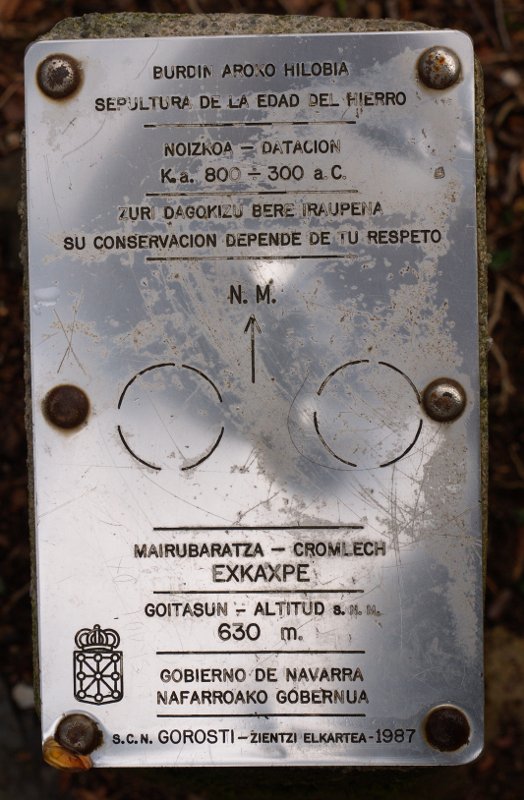 BURDIN AROKO HILOBIA
SEPULTURA DE LA EDAD DEL HIERRO
NOIZKOA - DATACION
K.a. 800 ÷ 300 a.C.
ZURI DAGOKIZU BERE IRAUPENA
SU CONSERVACION DEPENDE DE TU RESPETO
N. M.
MAIRUBARATZA - CROMLECH
EXKAXPE
GOITASUN - ALTITUD s. n. m.
630 m.
GOBIERNO DE NAVARRA
NAFARROAKO GOBERNUA
S.C.N. GOROSTI - ZIENTZI ELKARTEA - 1987